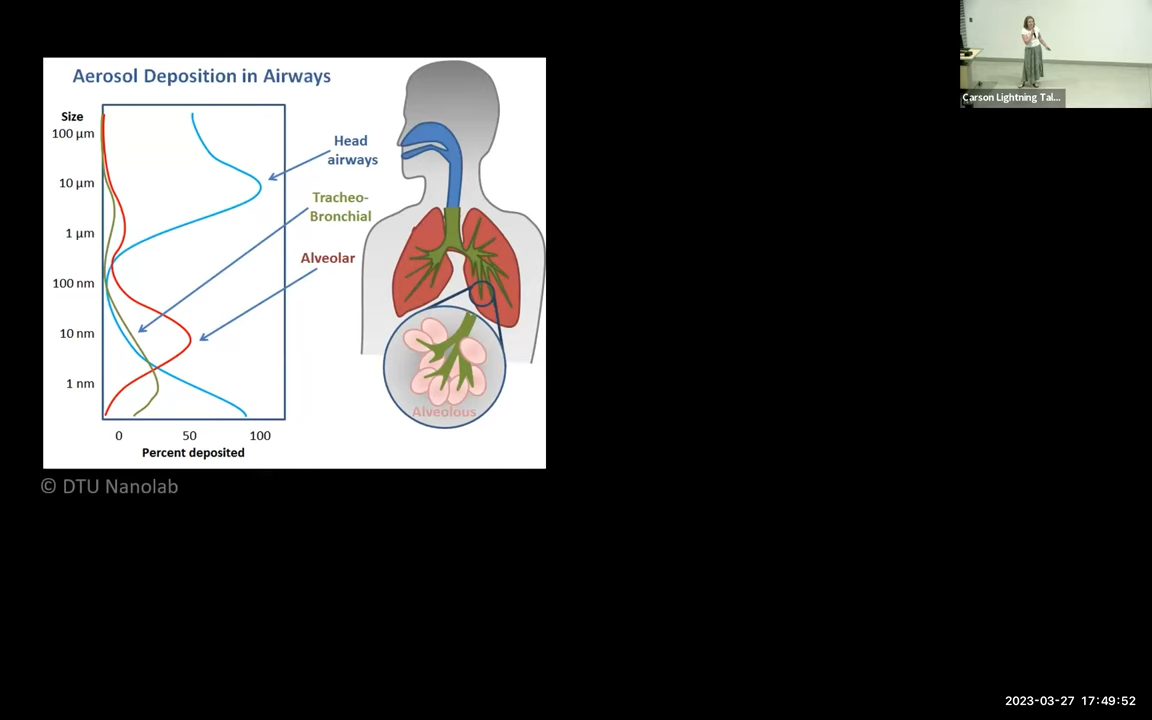 Carson Lightning Tal...
Aerosol Deposition in Airways
Size
100 µm
10 µm
1 µm
100 nm
10 nm
1 nm
0 50 100
Percent deposited
Head
airways
Tracheo-
Bronchial
Alveolar
Alveolous
© DTU Nanolab
2023-03-27 17:49:52